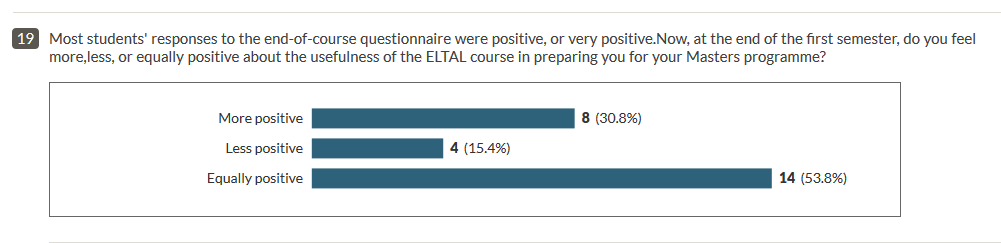 19 Most students' responses to the end-of-course questionnaire were positive, or very positive.Now, at the end of the first semester, do you feel
more,less, or equally positive about the usefulness of the ELTAL course in preparing you for your Masters programme?
More positive 8 (30.8%)
Less positive 4 (15.4%)
Equally positive 14 (53.8%)